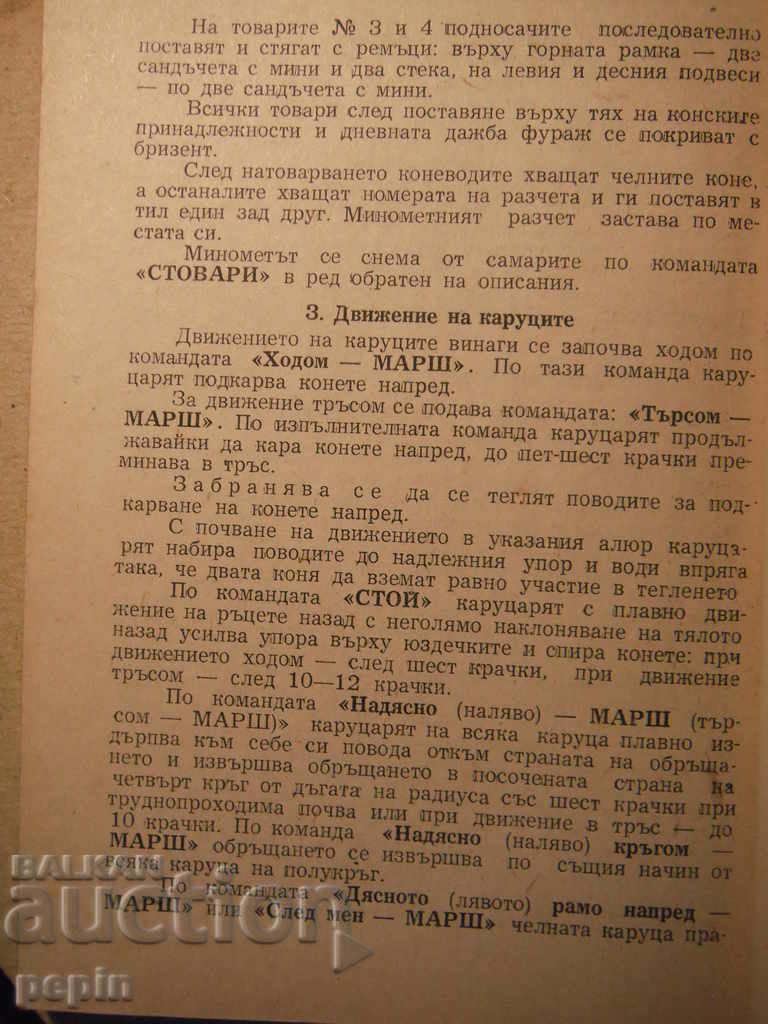 На товарите № 3 и 4 подносачите последователно
поставят и стягат с ремъци: върху горната рамка — две
сандъчета с мини и два стека, на левия и десния подвеси
— по две сандъчета с мини.
Всички товари след поставяне върху тях на конските
принадлежности и дневната дажба фураж се покриват с
бризент.
След натоварването коневодите хващат челните коне,
а останалите хващат номерата на разчета и ги поставят в
тил един зад друг. Минометният разчет застава по ме-
стата си.
Минометът се снема от самарите по командата
«СТОВАРИ» в ред обратен на описания.
3. Движение на каруците
Движението на каруците винаги се започва ходом по
командата «Ходом — МАРШ». По тази команда кару-
царят подкарва конете напред.
За движение тръсом се подава командата: «Търсом —
МАРШ». По изпълнителната команда каруцарят продъл-
жавайки да кара конете напред, до пет-шест крачки пре-
минава в тръс.
Забранява се да се теглят поводите за под-
карване на конете напред.
С почване на движението в указания алюр каруца-
рят набира поводите до надлежния упор и води впряга
така, че двата коня да вземат равно участие в тегленето
По командата «СТОЙ» каруцарят с плавно дви-
жение на ръцете назад с неголямо наклоняване на тялото
назад усилва упора върху юздечките и спира конете: при
движението ходом — след шест крачки, при движение
тръсом — след 10—12 крачки.
По командата «Надясно (наляво) — МАРШ (тър-
сом — МАРШ)» каруцарят на всяка каруца плавно из-
дърпва към себе си повода откъм страната на обръща-
нето и извършва обръщането в посочената страна на
четвърт кръг от дъгата на радиуса със шест крачки при
труднопроходима почва или при движение в тръс — до
10 крачки. По команда «Надясно (наляво) кръгом —
МАРШ» обръщането се извършва по същия начин от
всяка каруца на полукръг.
По командата «Дясното (лявото) рамо напред —
МАРШ» или «След мен — МАРШ» челната каруца пра-
BALKAN
auction
pepin